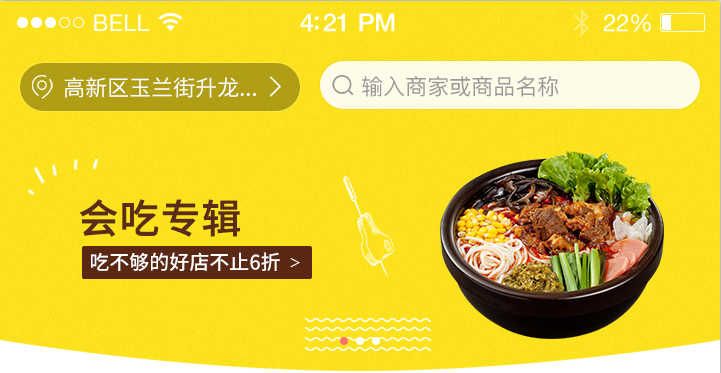 BELL
4:21 PM
22%
高新区玉兰街升龙...
输入商家或商品名称
会吃专辑
吃不够的好店不止6折 >